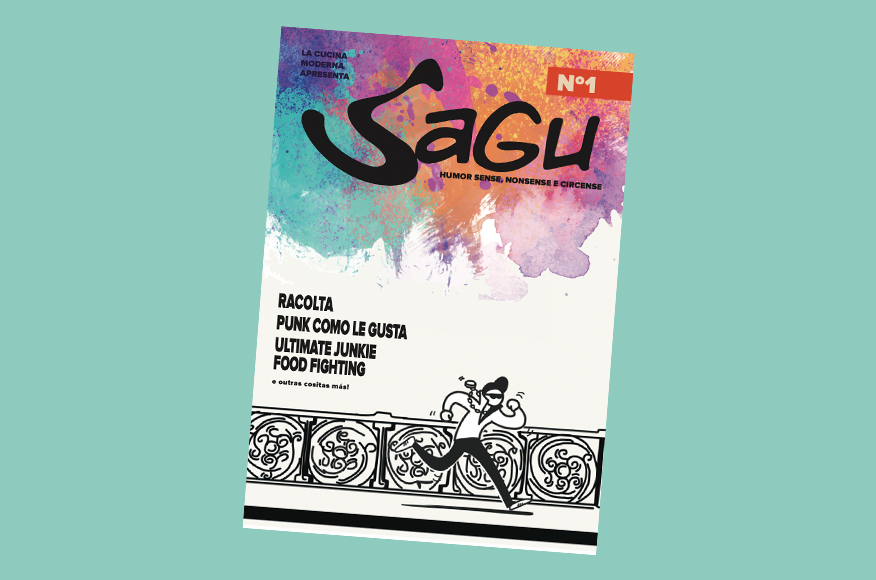 LA CUCINA
MODERNA
APRESENTA
Nº1
SaGu
HUMOR SENSE, NONSENSE E CIRCENSE
RACOLTA
PUNK COMO LE GUSTA
ULTIMATE JUNKIE
FOOD FIGHTING
e outras cositas más!